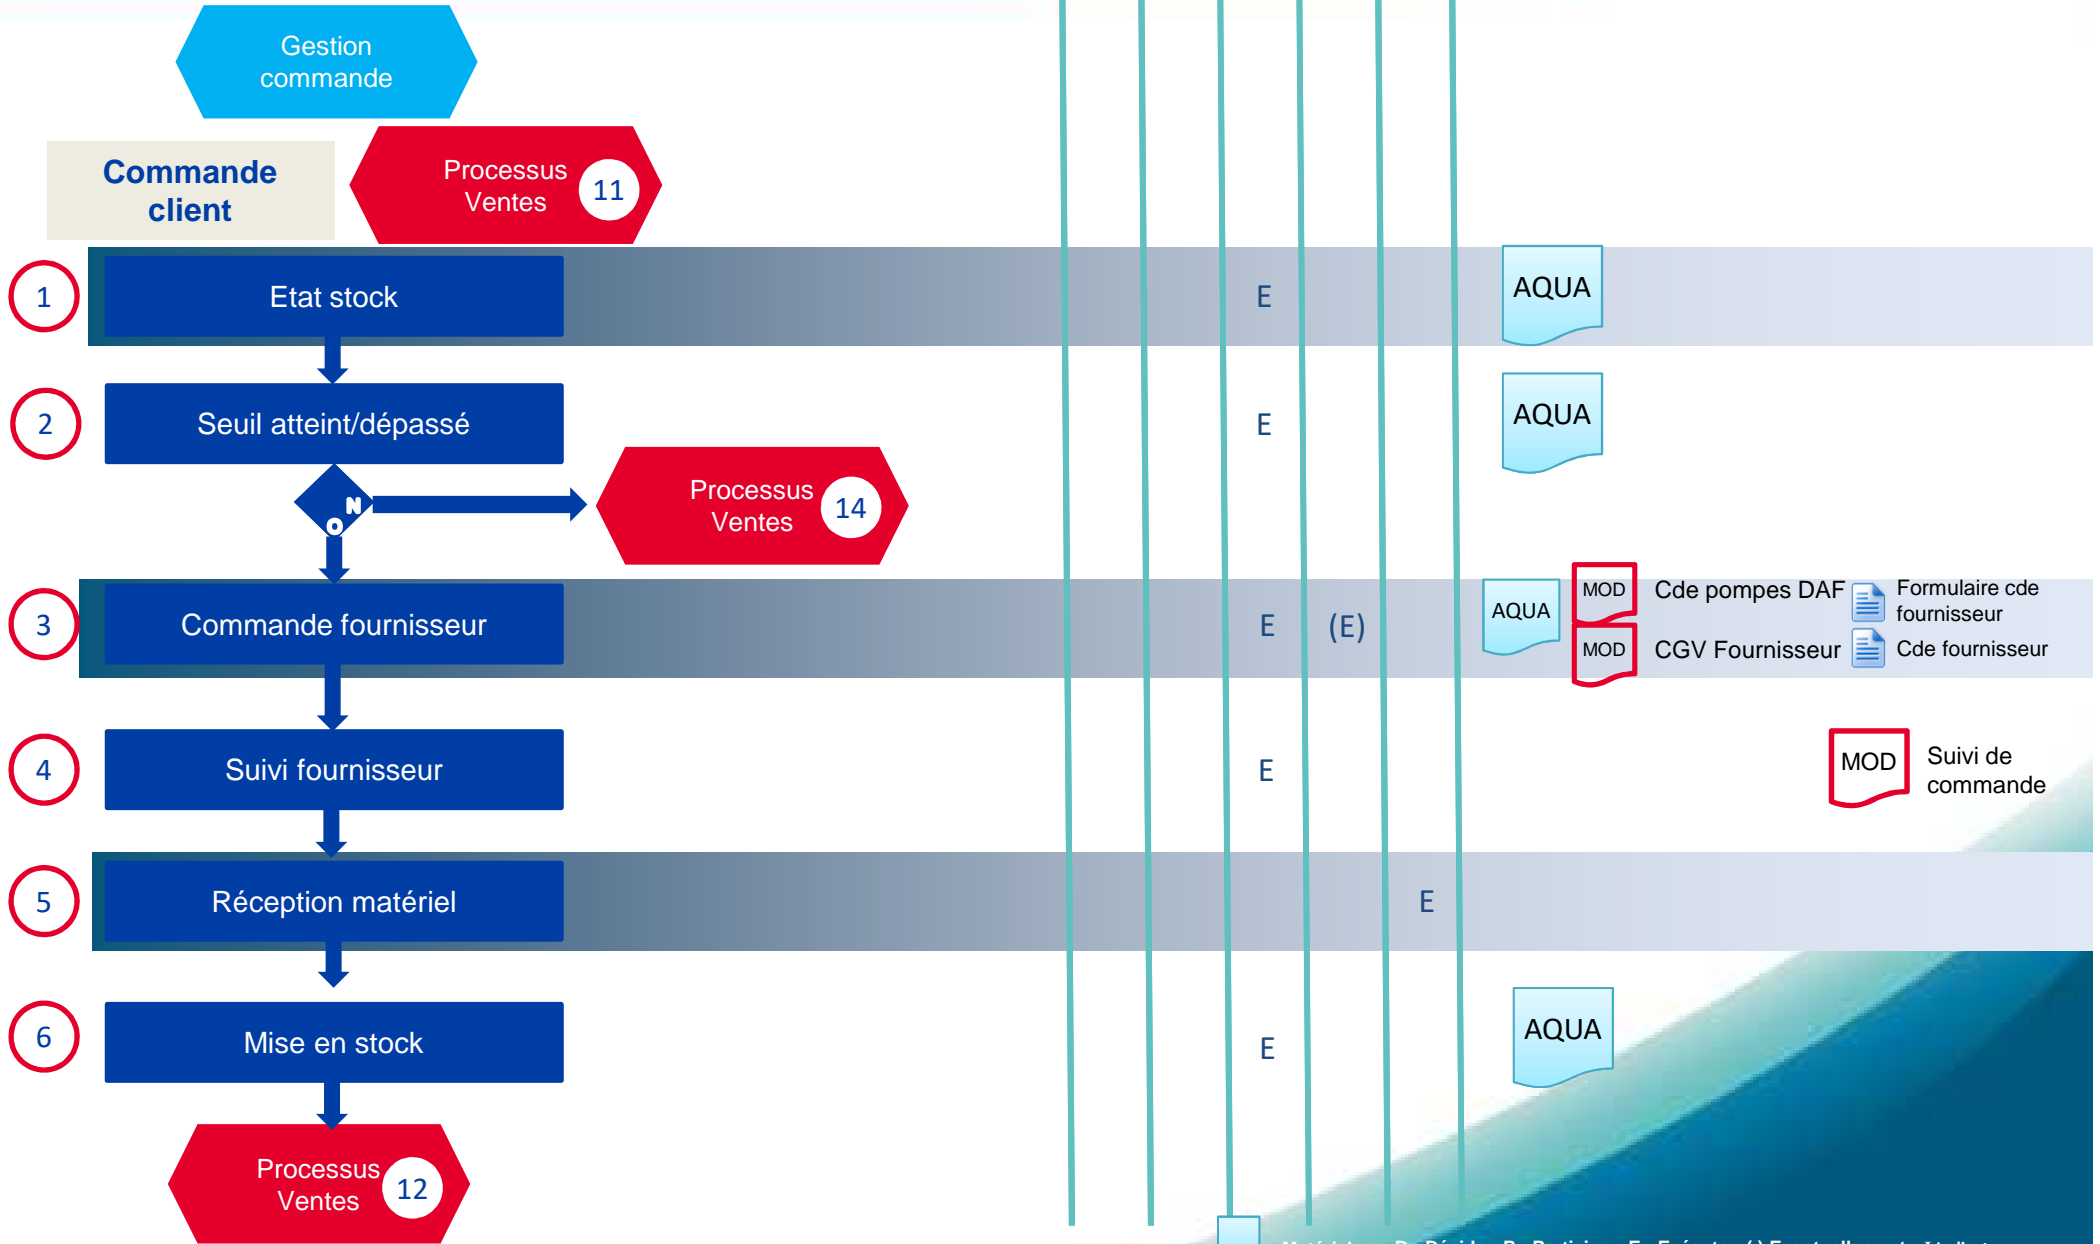 Gestion
commande
Commande
client
Processus
Ventes
11
1
Etat stock
E
AQUA
2
Seuil atteint/dépassé
E
AQUA
N
O
Processus
Ventes
14
3
Commande fournisseur
E
(E)
AQUA
MOD
Cde pompes DAF
Formulaire cde
fournisseur
MOD
CGV Fournisseur
Cde fournisseur
4
Suivi fournisseur
E
MOD
Suivi de
commande
5
Réception matériel
E
6
Mise en stock
E
AQUA
Processus
Ventes
12